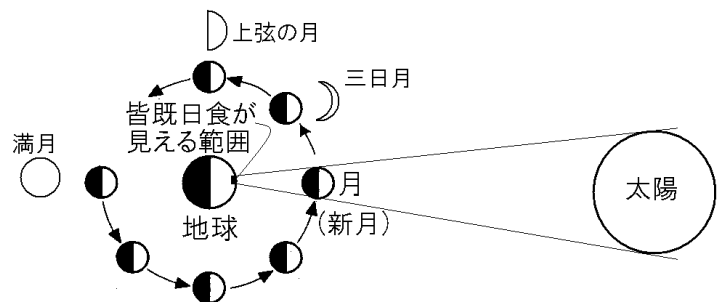 上弦の月
三日月
皆既日食が
見える範囲
満月
月
太陽
地球
(新月)